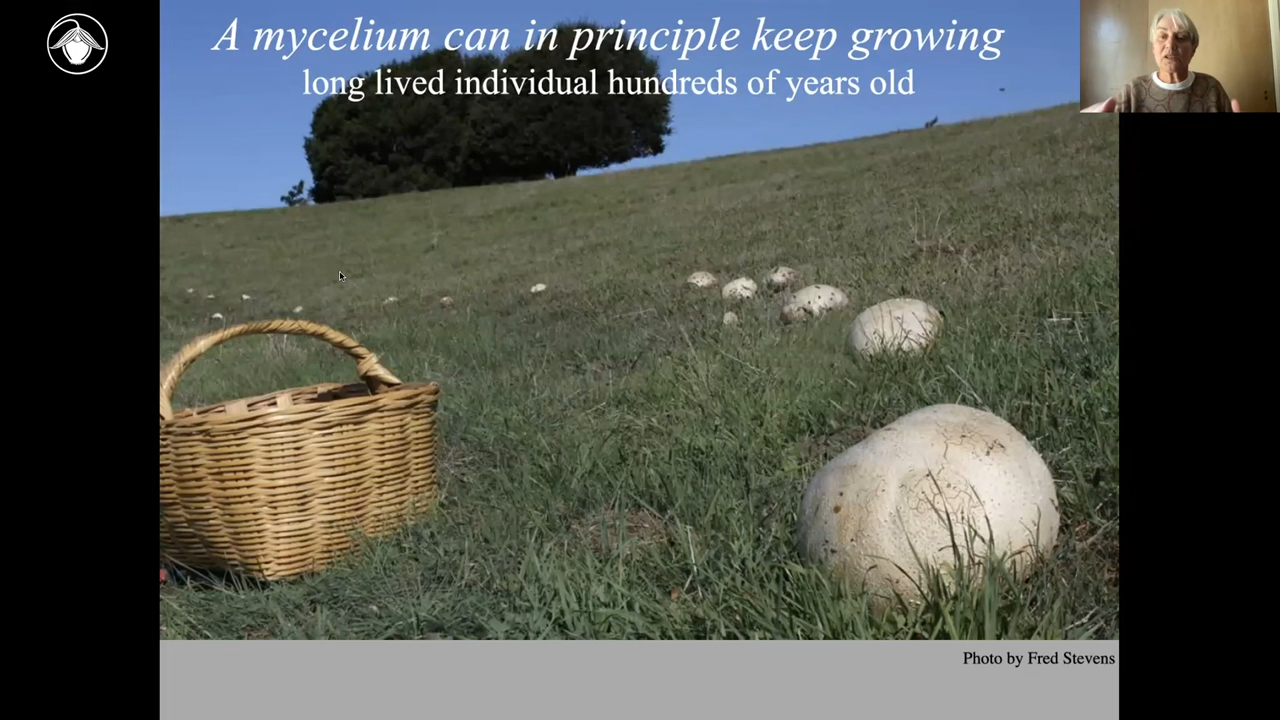 A mycelium can in principle keep growing
long lived individual hundreds of years old
Photo by Fred Stevens